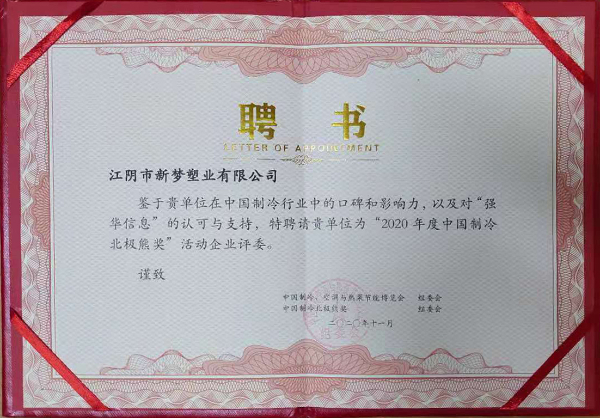 聘 书
LETTER OF APPOINTMENT
江阴市新梦塑业有限公司
鉴于贵单位在中国制冷行业中的口碑和影响力，以及对“强
华信息”的认可与支持，特聘请贵单位为“2020年度中国制冷
北极熊奖”活动企业评委。
谨致
中国制冷、空调与热泵节能博览会 组委会
中国制冷北极熊奖 组委会
二〇二〇年十一月